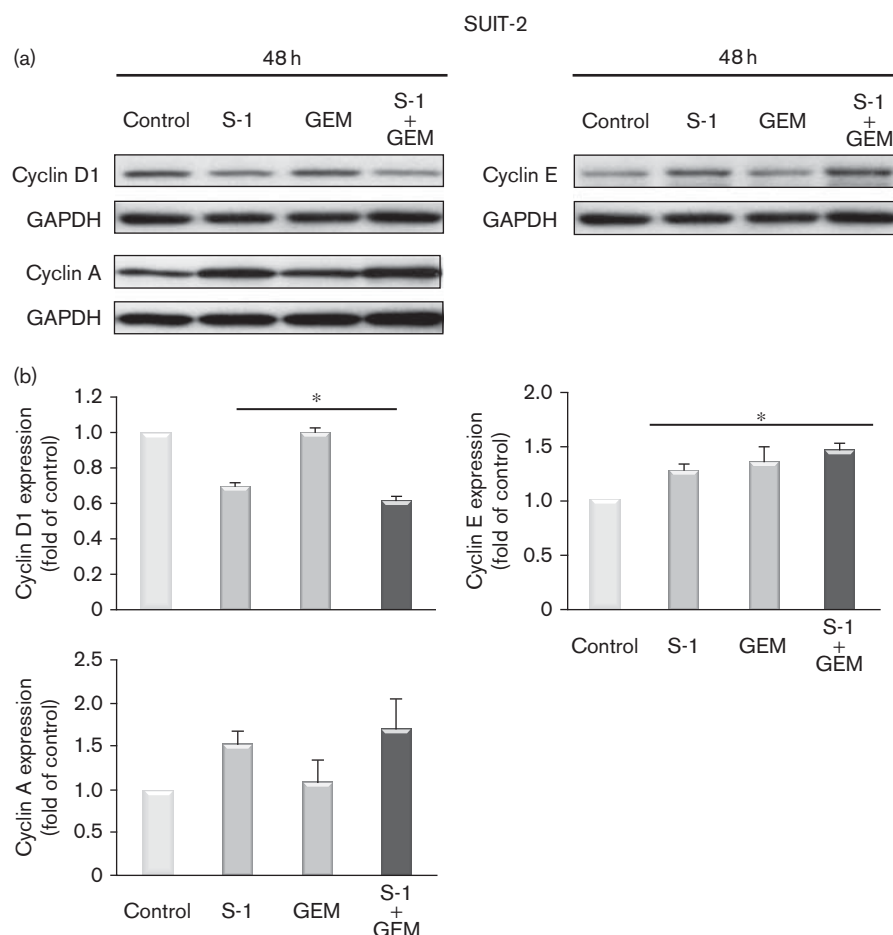 SUIT-2
(a)
48 h
Control S-1 GEM S-1 + GEM
Cyclin D1
GAPDH
Cyclin A
GAPDH
48 h
Control S-1 GEM S-1 + GEM
Cyclin E
GAPDH
(b)
Cyclin D1 expression
(fold of control)
1.2
1.0
0.8
0.6
0.4
0.2
0
*
Cyclin E expression
(fold of control)
2.0
1.5
1.0
0.5
0
*
Control S-1 GEM S-1 + GEM
Cyclin A expression
(fold of control)
2.5
2.0
1.5
1.0
0.5
0
Control S-1 GEM S-1 + GEM